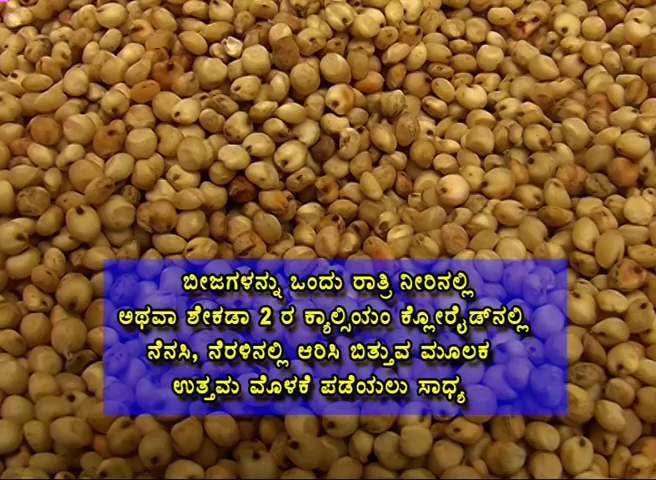 ಬೀಜಗಳನ್ನು ಒಂದು ರಾತ್ರಿ ನೀರಿನಲ್ಲಿ
ಅಥವಾ ಶೇಕಡಾ 2 ರ ಕ್ಯಾಲ್ಸಿಯಂ ಕ್ಲೋರೈಡ್‌ನಲ್ಲಿ
ನೆನಸಿ, ನೆರಳಿನಲ್ಲಿ ಆರಿಸಿ ಬಿತ್ತುವ ಮೂಲಕ
ಉತ್ತಮ ಮೊಳಕೆ ಪಡೆಯಲು ಸಾಧ್ಯ